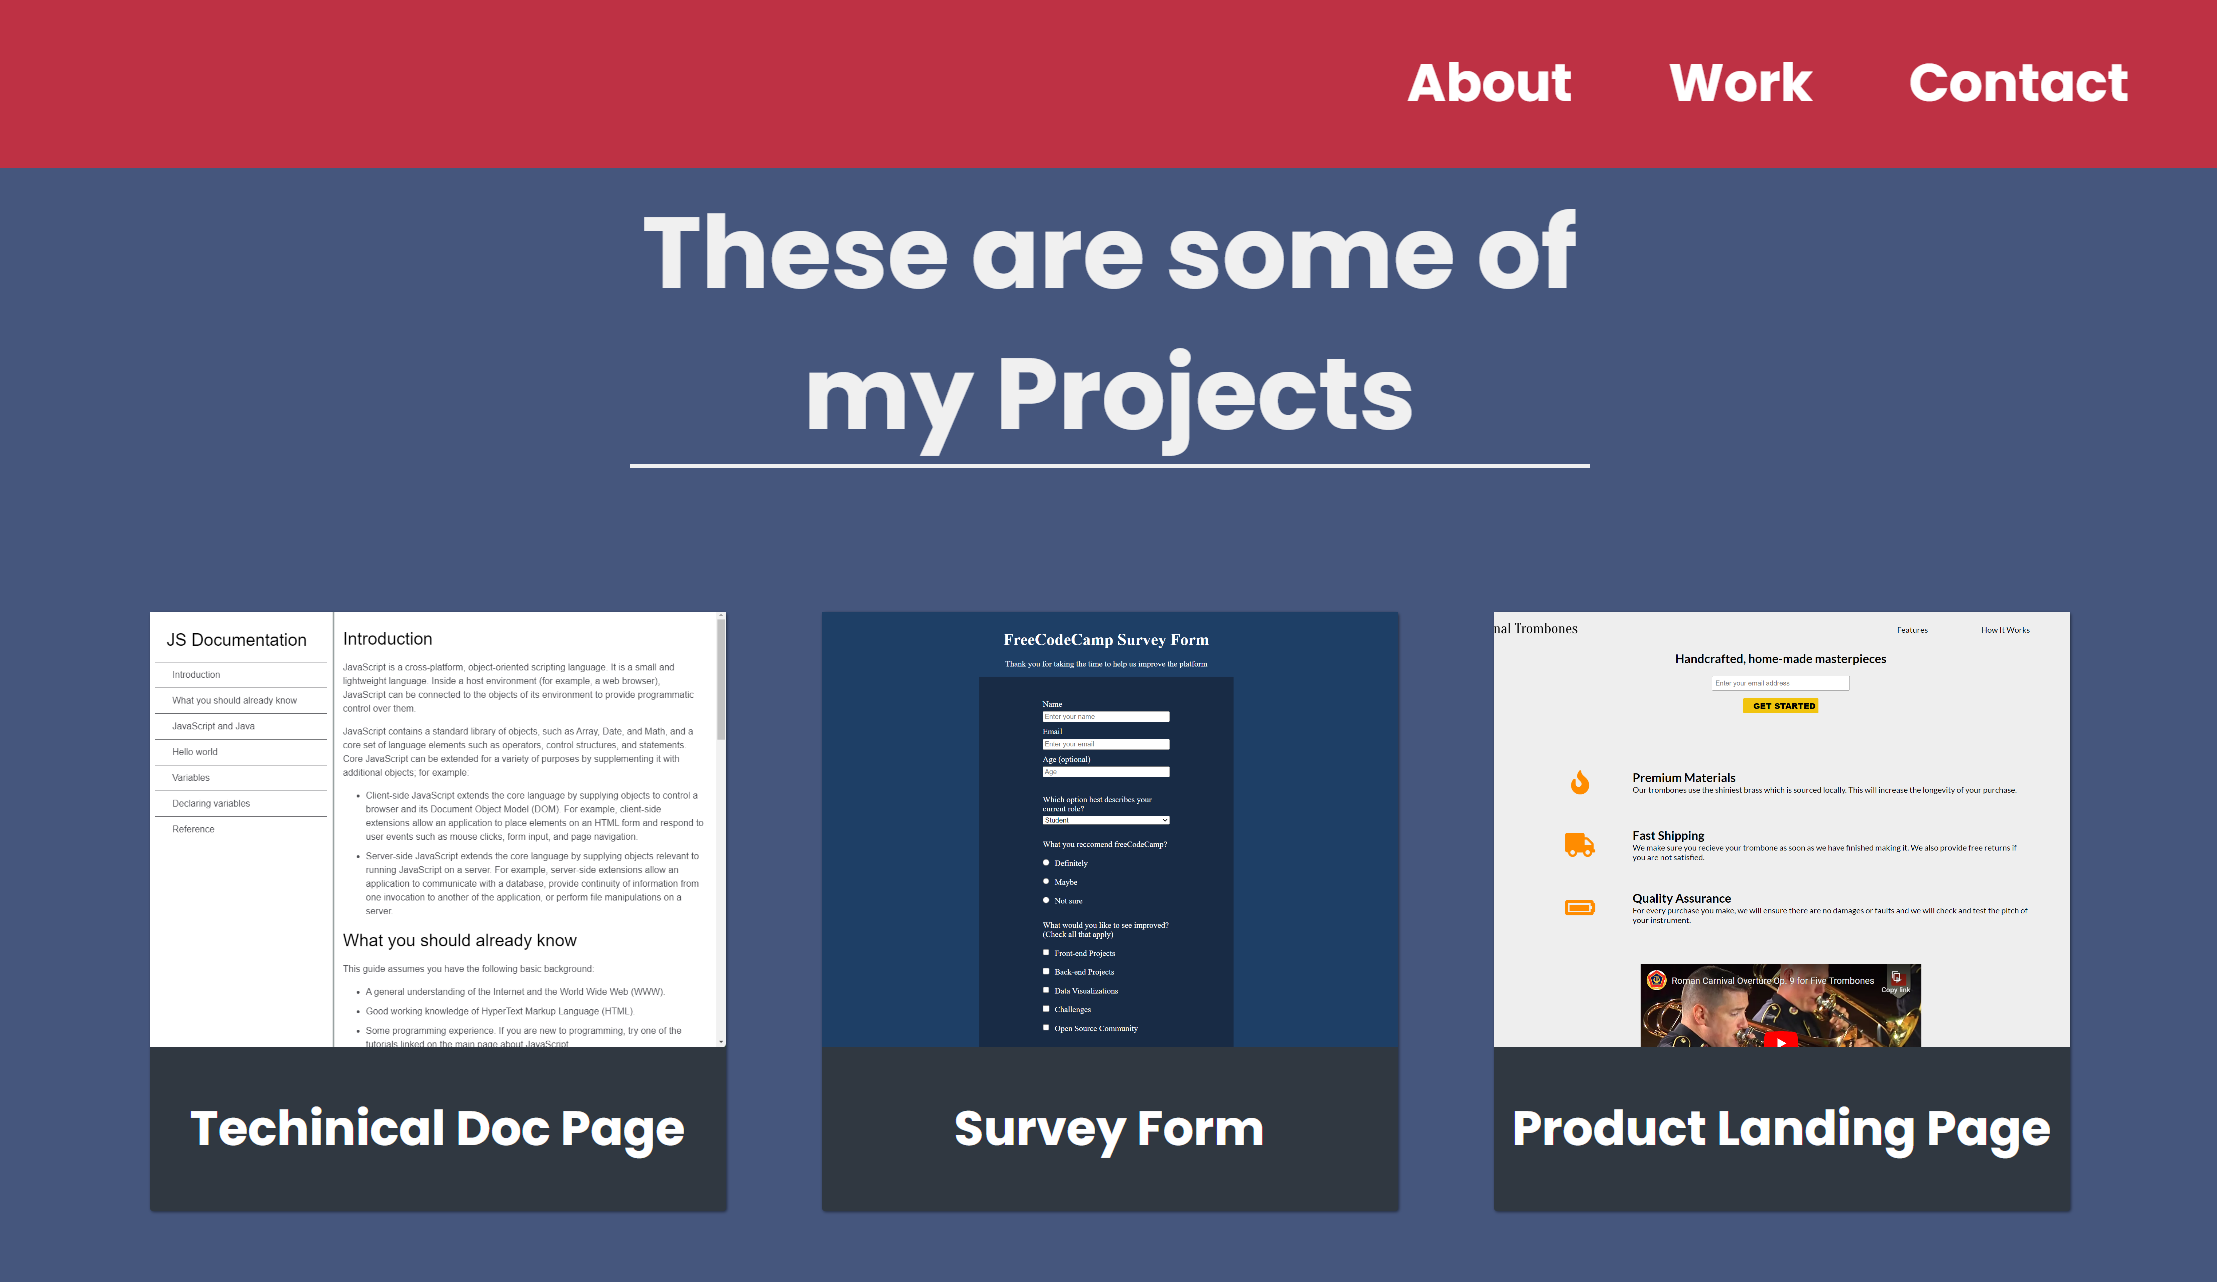 About Work Contact
These are some of
my Projects
JS Documentation
Introduction
What you should already know
JavaScript and Java
Hello world
Variables
Declaring variables
Reference
Introduction
JavaScript is a cross-platform, object-oriented scripting language. It is a small and
lightweight language. Inside a host environment (for example, a web browser),
JavaScript can be connected to the objects of its environment to provide programmatic
control over them.
JavaScript contains a standard library of objects, such as Array, Date, and Math, and a
core set of language elements such as operators, control structures, and statements.
Core JavaScript can be extended for a variety of purposes by supplementing it with
additional objects; for example:
• Client-side JavaScript extends the core language by supplying objects to control a
browser and its Document Object Model (DOM). For example, client-side
extensions allow an application to place elements on an HTML form and respond to
user events such as mouse clicks, form input, and page navigation.
• Server-side JavaScript extends the core language by supplying objects relevant to
running JavaScript on a server. For example, server-side extensions allow an
application to communicate with a database, provide continuity of information from
one invocation to another of the application, or perform file manipulations on a
server.
What you should already know
This guide assumes you have the following basic background:
• A general understanding of the Internet and the World Wide Web (WWW).
• Good working knowledge of HyperText Markup Language (HTML).
• Some programming experience. If you are new to programming, try one of the
tutorials linked on the main page about JavaScript.
Techinical Doc Page
FreeCodeCamp Survey Form
Thank you for taking the time to help us improve the platform
Name
Enter your name
Email
Enter your email
Age (optional)
Age
Which option best describes your
current role?
Student
What you reccomend freeCodeCamp?
Definitely
Maybe
Not sure
What would you like to see improved?
(Check all that apply)
Front-end Projects
Back-end Projects
Data Visualizations
Challenges
Open Source Community
Survey Form
nal Trombones Features How It Works
Handcrafted, home-made masterpieces
Enter your email address
GET STARTED
Premium Materials
Our trombones use the shiniest brass which is sourced locally. This will increase the longevity of your purchase.
Fast Shipping
We make sure you recieve your trombone as soon as we have finished making it. We also provide free returns if
you are not satisfied.
Quality Assurance
For every purchase you make, we will ensure there are no damages or faults and we will check and test the pitch of
your instrument.
Roman Carnival Overture Op. 9 for Five Trombones
Copy link
Product Landing Page